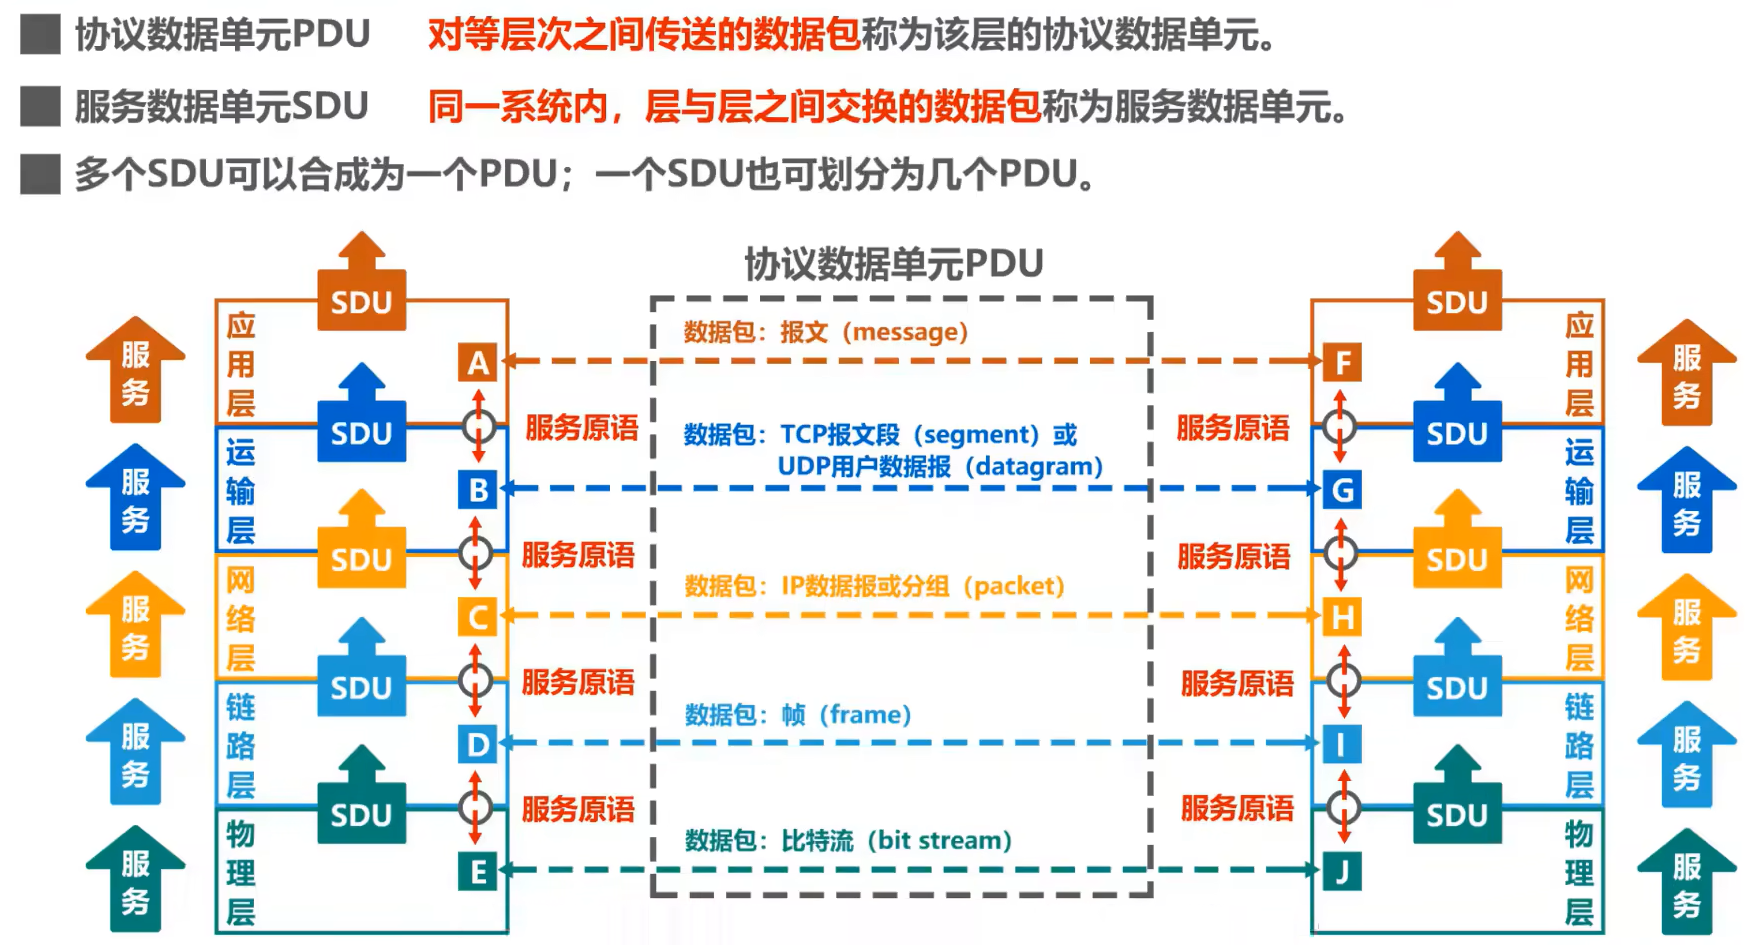 协议数据单元PDU 对等层次之间传送的数据包称为该层的协议数据单元。
服务数据单元SDU 同一系统内，层与层之间交换的数据包称为服务数据单元。
多个SDU可以合成为一个PDU；一个SDU也可划分为几个PDU。
协议数据单元PDU
服务
应用层
SDU
A
数据包：报文（message）
F
SDU
应用层
服务
服务原语
服务原语
服务
运输层
SDU
B
数据包：TCP报文段（segment）或
UDP用户数据报（datagram）
G
SDU
运输层
服务
服务原语
服务原语
服务
网络层
SDU
C
数据包：IP数据报或分组（packet）
H
SDU
网络层
服务
服务原语
服务原语
服务
链路层
SDU
D
数据包：帧（frame）
I
SDU
链路层
服务
服务原语
服务原语
服务
物理层
SDU
E
数据包：比特流（bit stream）
J
SDU
物理层
服务